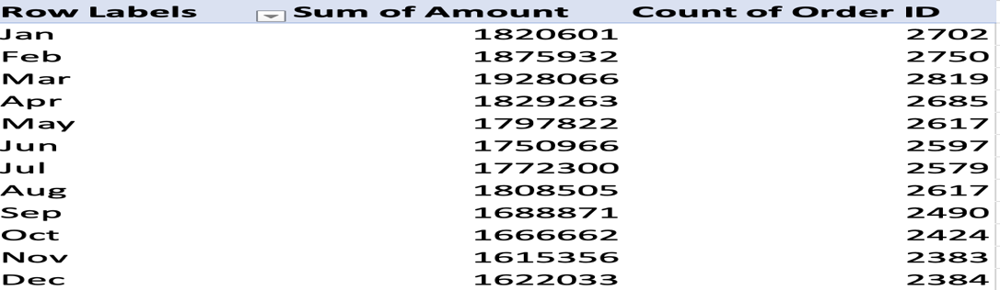 Row Labels Sum of Amount Count of Order ID
Jan 1820601 2702
Feb 1875932 2750
Mar 1928066 2819
Apr 1829263 2685
May 1797822 2617
Jun 1750966 2597
Jul 1772300 2579
Aug 1808505 2617
Sep 1688871 2490
Oct 1666662 2424
Nov 1615356 2383
Dec 1622033 2384